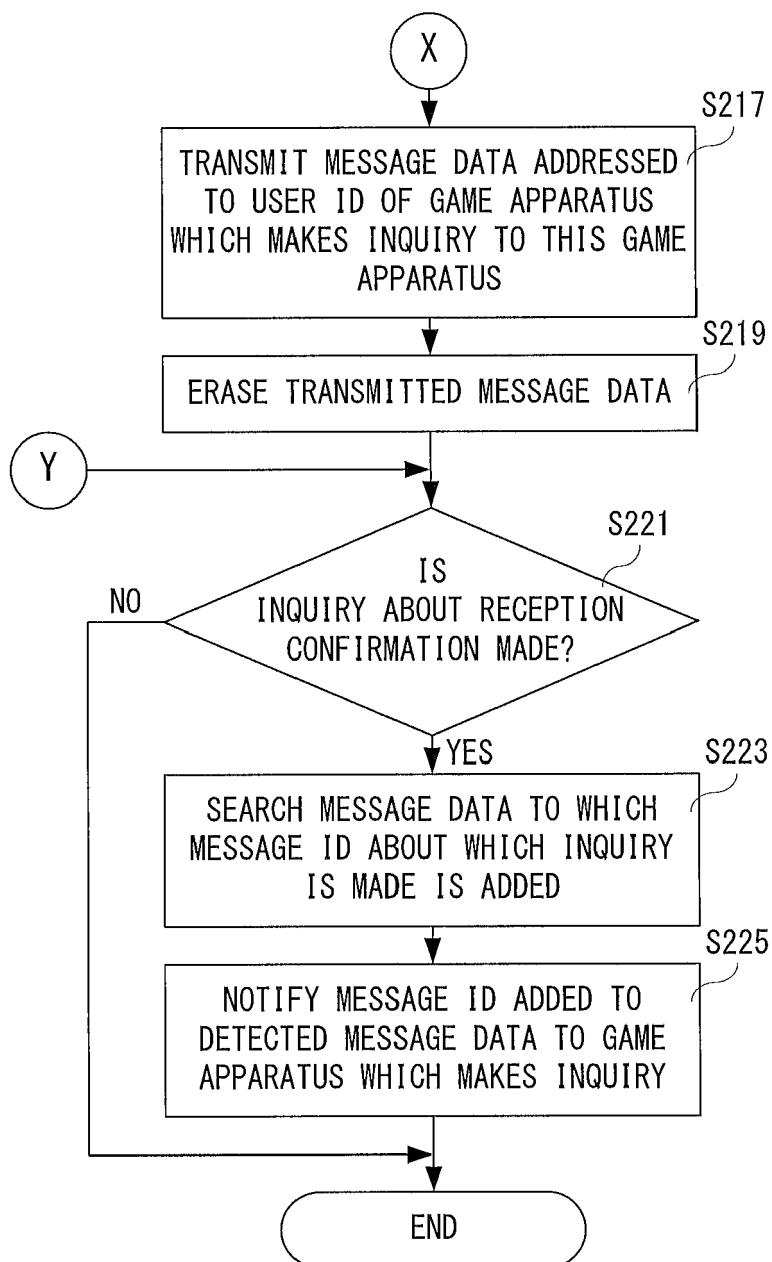 X
S217
TRANSMIT MESSAGE DATA ADDRESSED
TO USER ID OF GAME APPARATUS
WHICH MAKES INQUIRY TO THIS GAME
APPARATUS
S219
ERASE TRANSMITTED MESSAGE DATA
Y
S221
IS
INQUIRY ABOUT RECEPTION
CONFIRMATION MADE?
NO
YES
S223
SEARCH MESSAGE DATA TO WHICH
MESSAGE ID ABOUT WHICH INQUIRY
IS MADE IS ADDED
S225
NOTIFY MESSAGE ID ADDED TO
DETECTED MESSAGE DATA TO GAME
APPARATUS WHICH MAKES INQUIRY
END